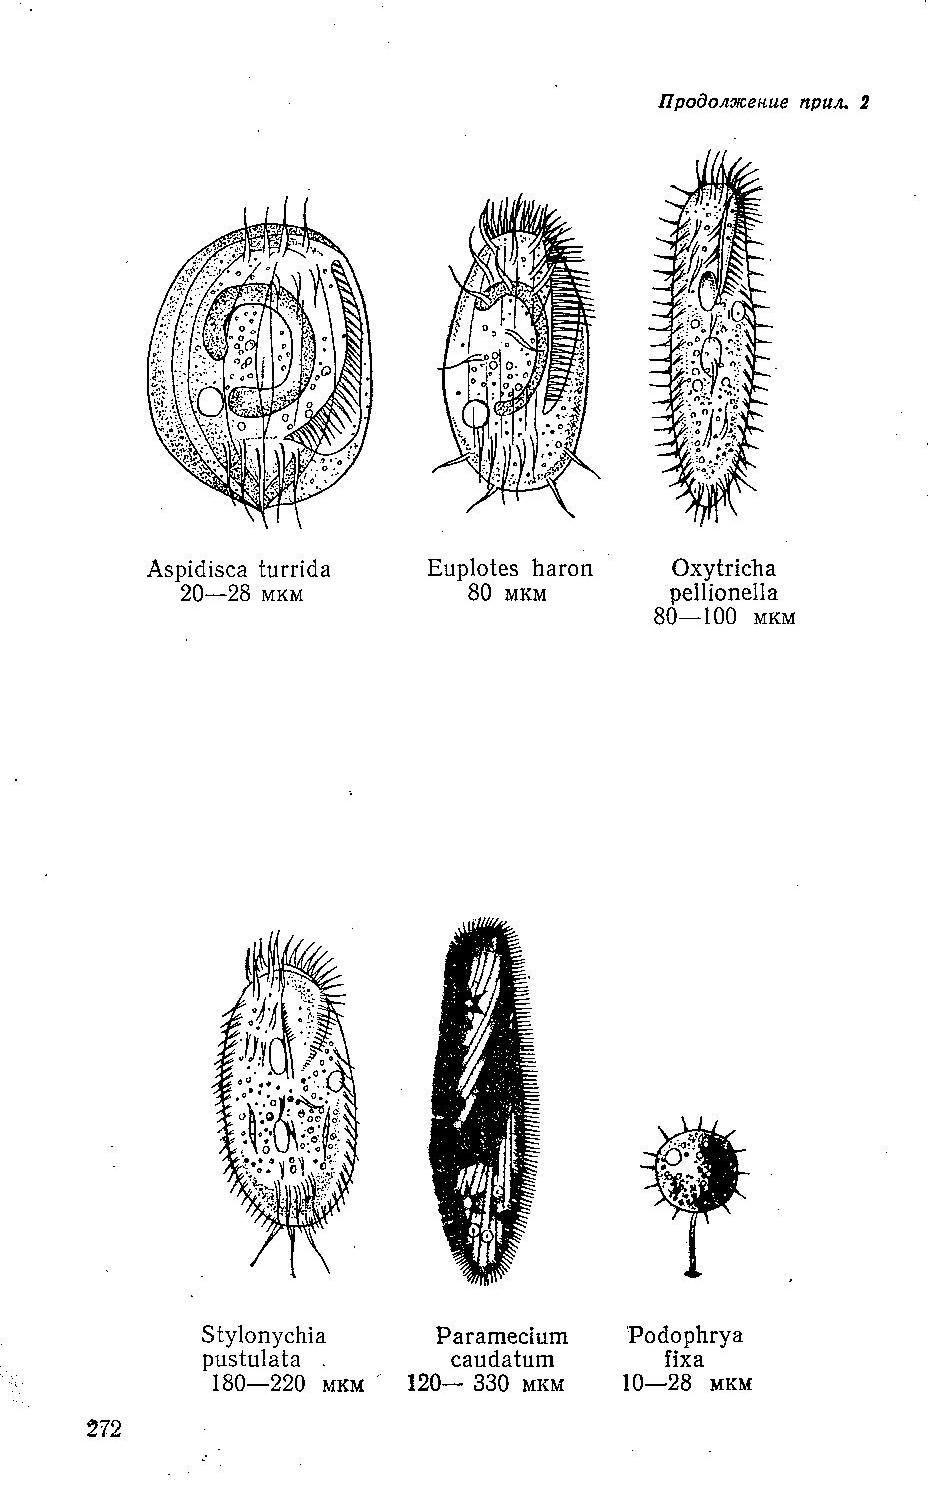 Продолжение прил. 2
Aspidisca turrida
20—28 мкм
Euplotes haron
80 мкм
Oxytricha
pellionella
80—100 мкм
Stylonychia
pustulata
180—220 мкм
Paramecium
caudatum
120— 330 мкм
Podophrya
fixa
10—28 мкм
272